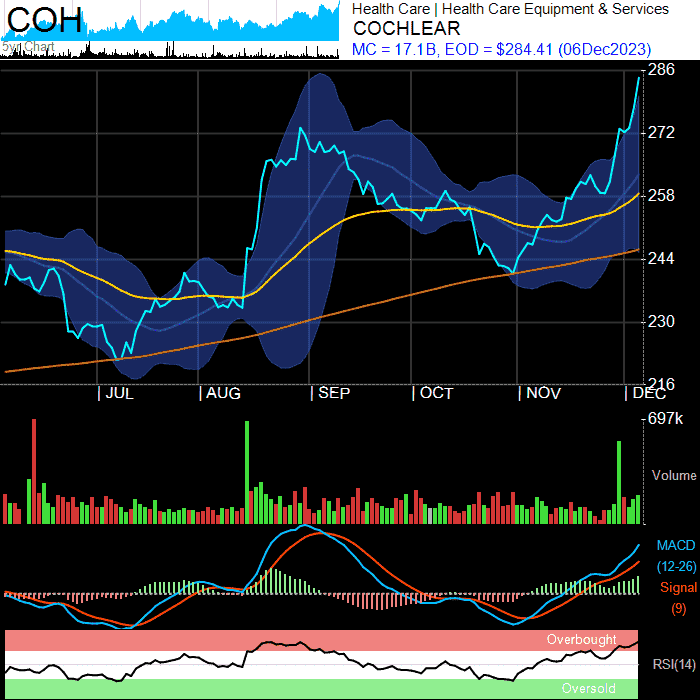 COH
Health Care | Health Care Equipment & Services
COCHLEAR
5yr Chart
MC = 17.1B, EOD = $284.41 (06Dec2023)
286
272
258
244
230
216
JUL
AUG
SEP
OCT
NOV
DEC
697k
Volume
MACD
(12-26)
Signal
(9)
Overbought
RSI(14)
Oversold